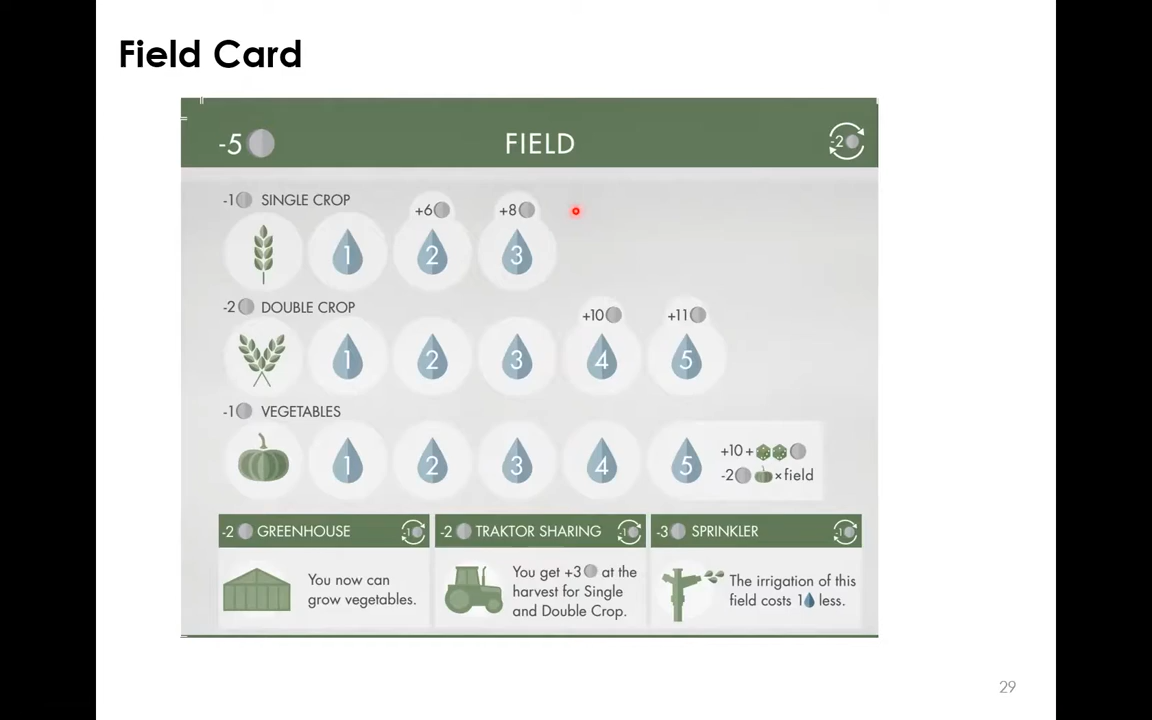 Field Card
-5
FIELD
-2
-1 SINGLE CROP
+6
+8
1
2
3
-2 DOUBLE CROP
+10
+11
1
2
3
4
5
-1 VEGETABLES
1
2
3
4
5
+10 +
-2 × field
-2 GREENHOUSE -1
You now can
grow vegetables.
-2 TRAKTOR SHARING -1
You get +3 at the
harvest for Single
and Double Crop.
-3 SPRINKLER -1
The irrigation of this
field costs 1 less.
29